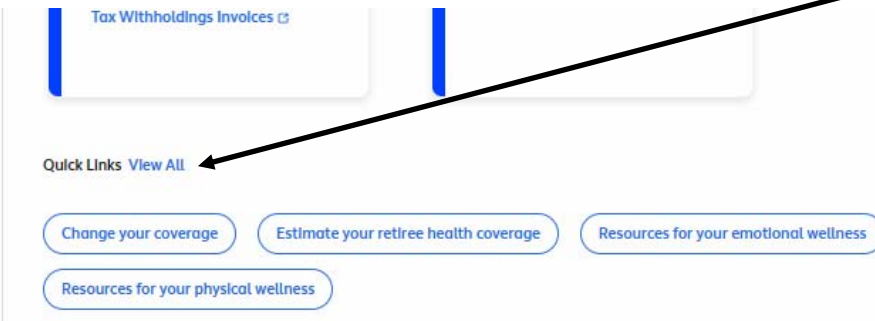 Tax Withholdings Invoices
Quick Links View All
Change your coverage
Estimate your retiree health coverage
Resources for your emotional wellness
Resources for your physical wellness